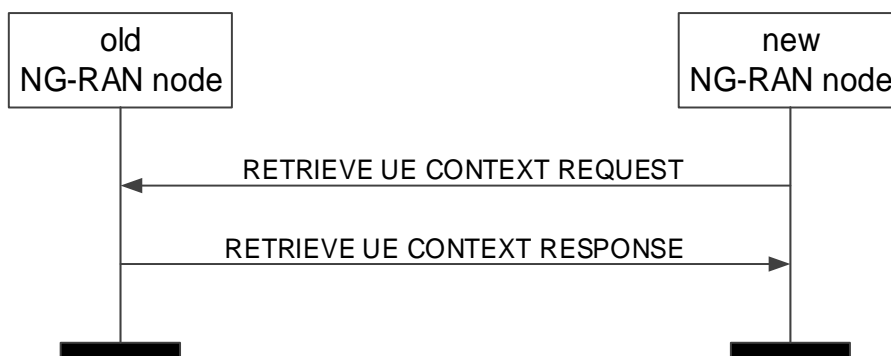 old
NG-RAN node
new
NG-RAN node
RETRIEVE UE CONTEXT REQUEST
RETRIEVE UE CONTEXT RESPONSE